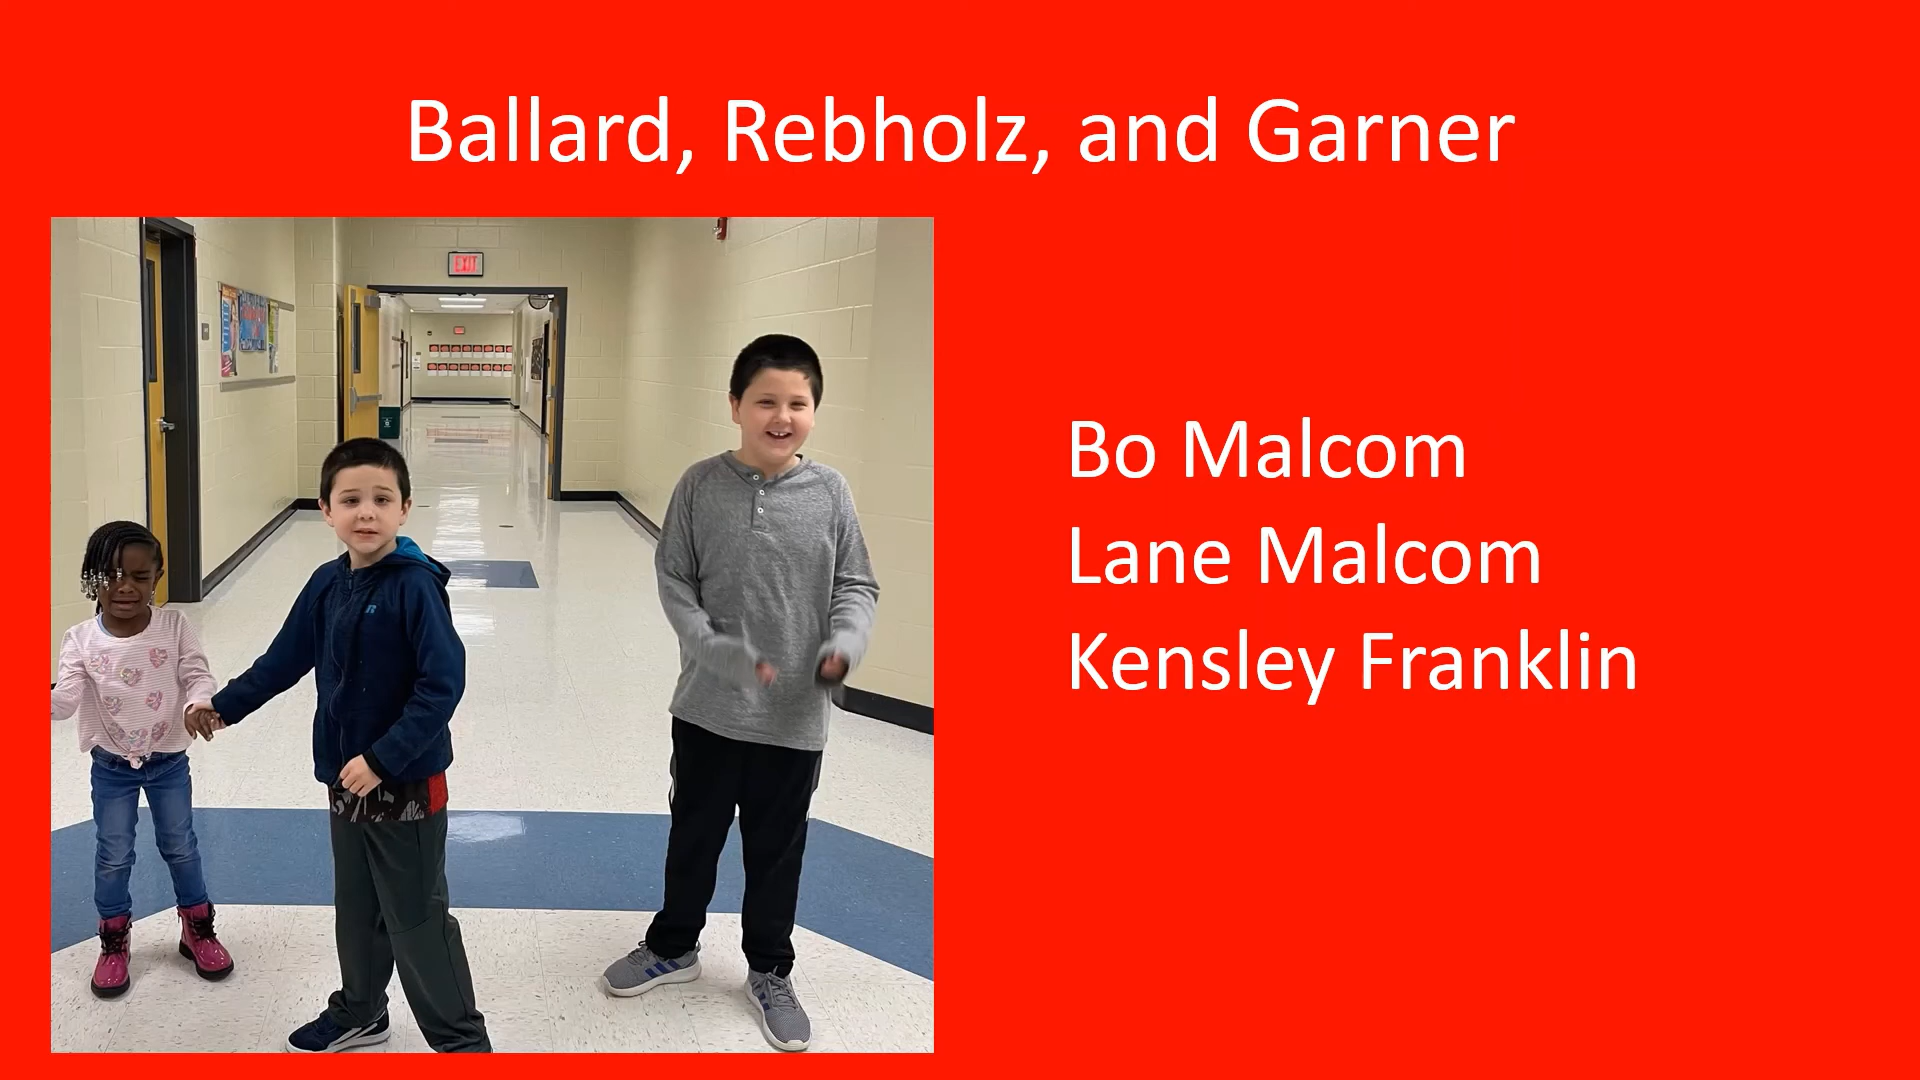 Ballard, Rebholz, and Garner
EXIT
R
Bo Malcom
Lane Malcom
Kensley Franklin